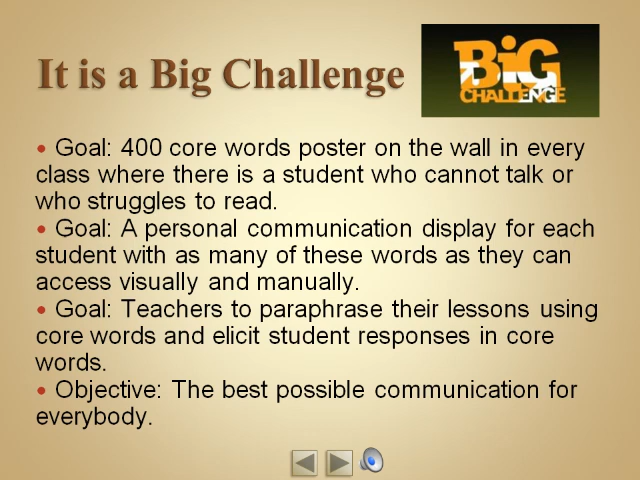 It is a Big Challenge
BiG
CHALLENGE
• Goal: 400 core words poster on the wall in every
class where there is a student who cannot talk or
who struggles to read.
• Goal: A personal communication display for each
student with as many of these words as they can
access visually and manually.
• Goal: Teachers to paraphrase their lessons using
core words and elicit student responses in core
words.
• Objective: The best possible communication for
everybody.